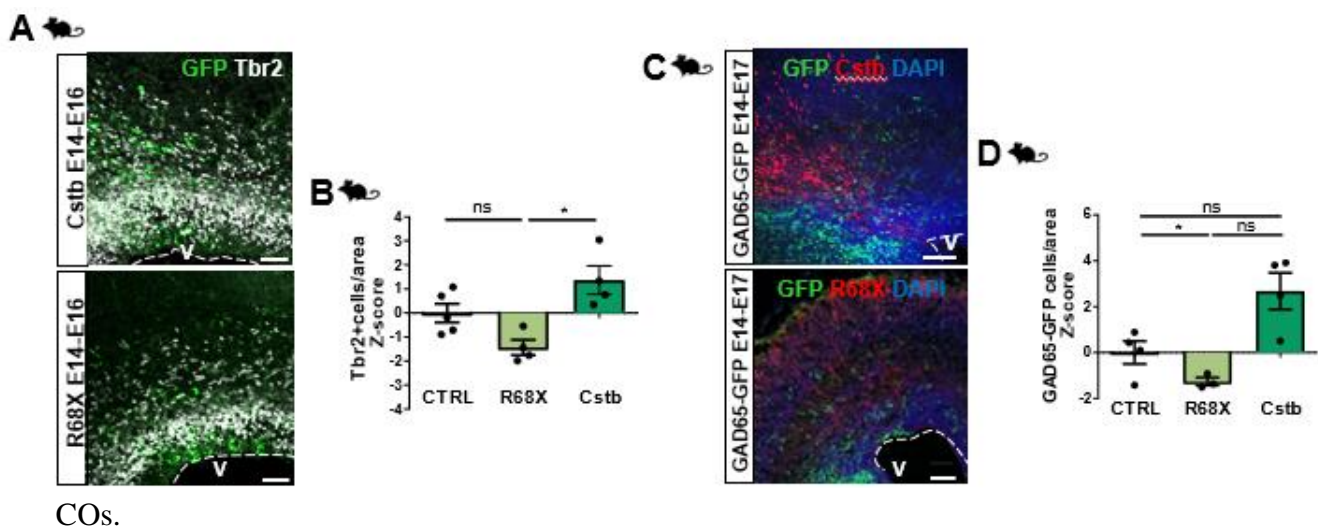 A
Cstb E14-E16
GFP Tbr2
V
R68X E14-E16
V
B
Tbr2+cells/area
Z-score
ns
*
4
3
2
1
0
-1
-2
-3
-4
CTRL R68X Cstb
C
GAD65-GFP E14-E17
GFP Cstb DAPI
V
GAD65-GFP E14-E17
GFP R68X DAPI
V
D
GAD65-GFP cells/area
Z-score
ns
* ns
6
4
2
0
-2
CTRL R68X Cstb
COs.